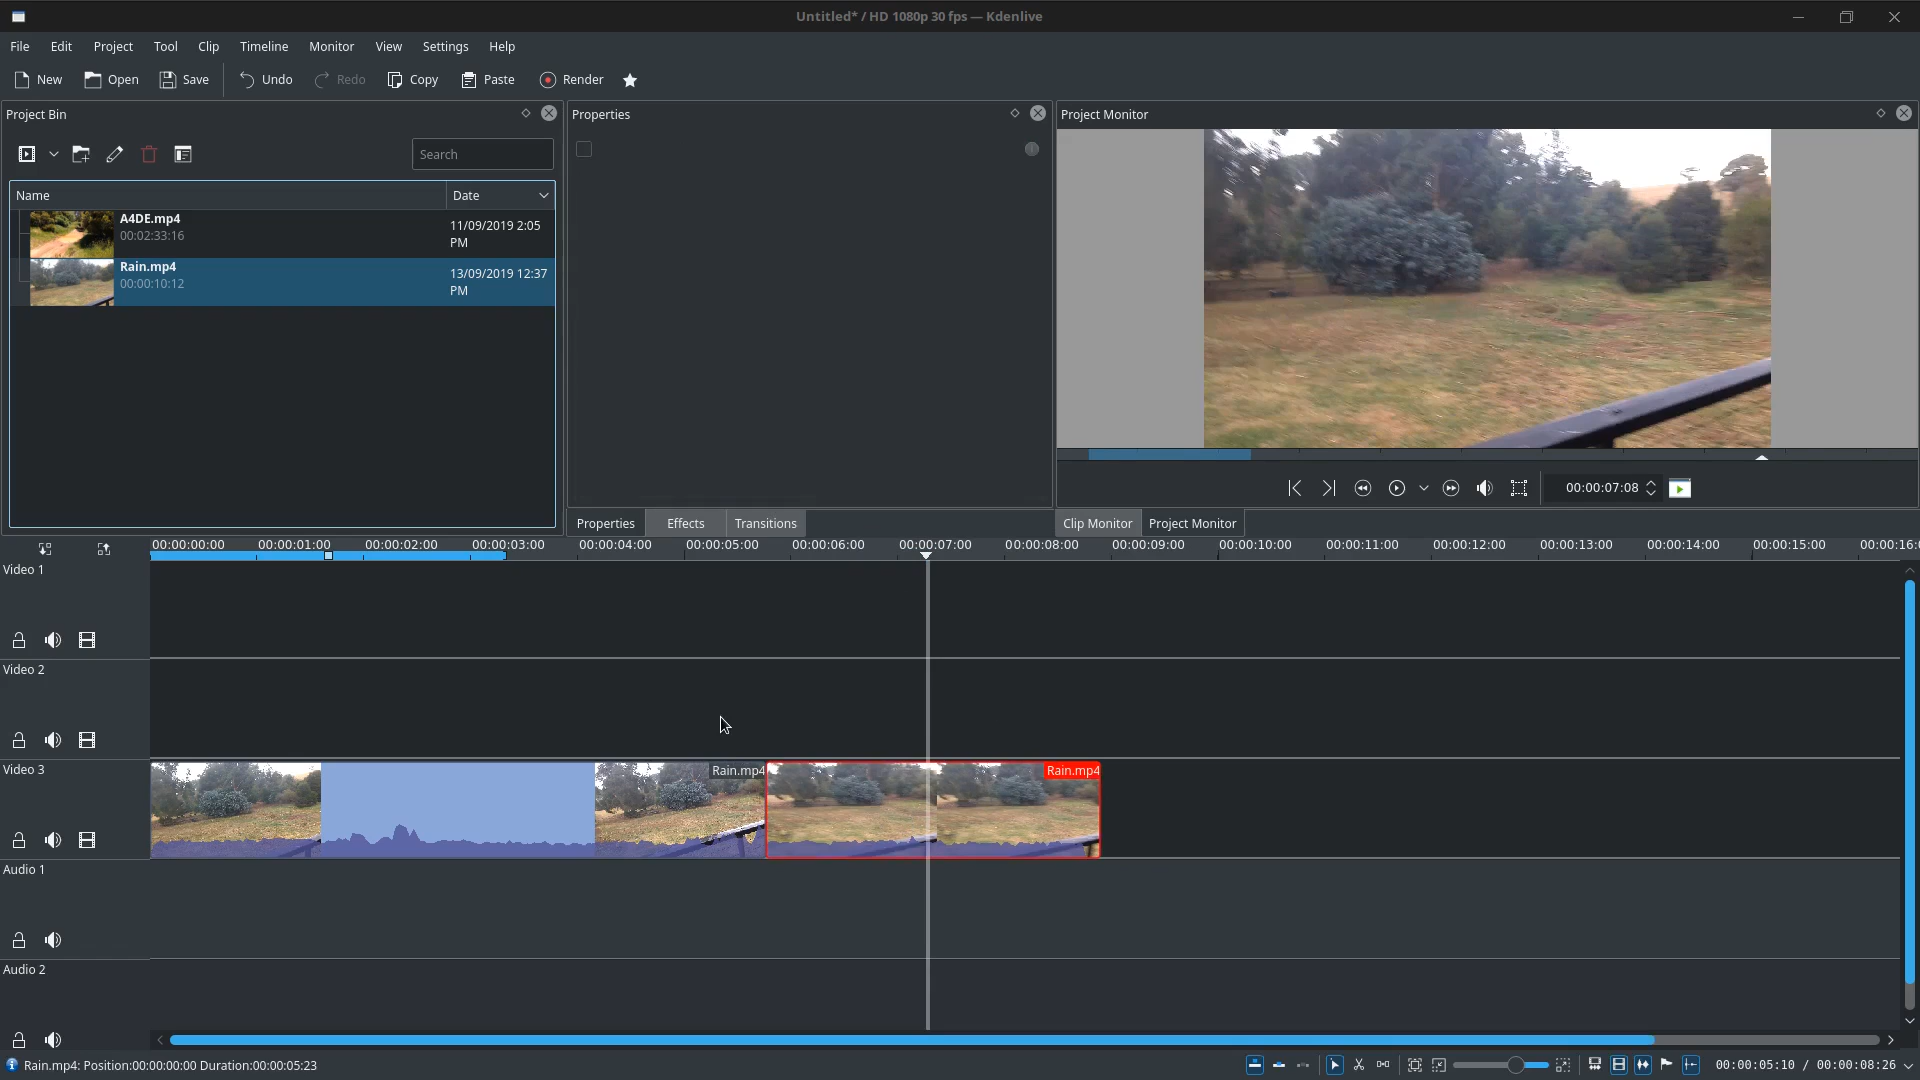 Untitled* / HD 1080p 30 fps — Kdenlive
File Edit Project Tool Clip Timeline Monitor View Settings Help
New Open Save Undo Redo Copy Paste Render
Project Bin
Properties
Project Monitor
Search
Name Date
A4DE.mp4
00:02:33:16
11/09/2019 2:05
PM
Rain.mp4
00:00:10:12
13/09/2019 12:37
PM
00:00:07:08
Properties Effects Transitions
Clip Monitor Project Monitor
00:00:00:00 00:00:01:00 00:00:02:00 00:00:03:00 00:00:04:00 00:00:05:00 00:00:06:00 00:00:07:00 00:00:08:00 00:00:09:00 00:00:10:00 00:00:11:00 00:00:12:00 00:00:13:00 00:00:14:00 00:00:15:00 00:00:16:0
Video 1
Video 2
Video 3
Rain.mp4
Rain.mp4
Audio 1
Audio 2
Rain.mp4: Position:00:00:00:00 Duration:00:00:05:23
00:00:05:10 / 00:00:08:26